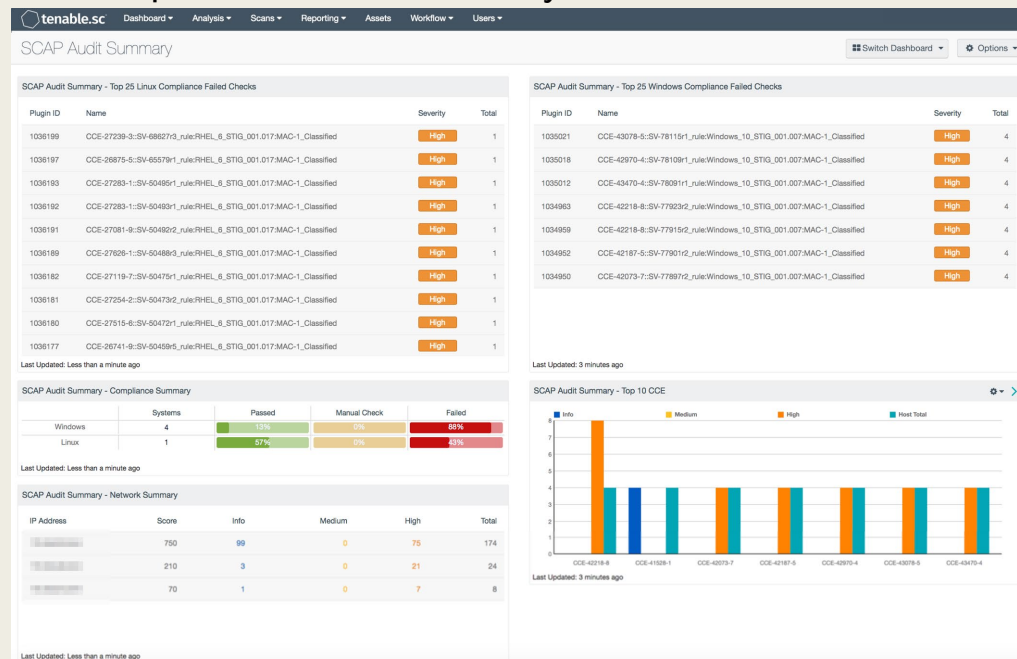 tenable.sc Dashboard Analysis Scans Reporting Assets Workflow Users
SCAP Audit Summary
Switch Dashboard Options
SCAP Audit Summary - Top 25 Linux Compliance Failed Checks
Plugin ID Name Severity Total
1036199 CCE-27239-3::SV-68627r3_rule:RHEL_6_STIG_001.017:MAC-1_Classified High 1
1036197 CCE-26875-5::SV-65579r1_rule:RHEL_6_STIG_001.017:MAC-1_Classified High 1
1036193 CCE-27283-1::SV-50495r1_rule:RHEL_6_STIG_001.017:MAC-1_Classified High 1
1036192 CCE-27283-1::SV-50493r1_rule:RHEL_6_STIG_001.017:MAC-1_Classified High 1
1036191 CCE-27081-9::SV-50492r2_rule:RHEL_6_STIG_001.017:MAC-1_Classified High 1
1036189 CCE-27626-1::SV-50488r3_rule:RHEL_6_STIG_001.017:MAC-1_Classified High 1
1036182 CCE-27119-7::SV-50475r1_rule:RHEL_6_STIG_001.017:MAC-1_Classified High 1
1036181 CCE-27254-2::SV-50473r2_rule:RHEL_6_STIG_001.017:MAC-1_Classified High 1
1036180 CCE-27515-6::SV-50472r1_rule:RHEL_6_STIG_001.017:MAC-1_Classified High 1
1036177 CCE-26741-9::SV-50459r5_rule:RHEL_6_STIG_001.017:MAC-1_Classified High 1
Last Updated: Less than a minute ago
SCAP Audit Summary - Top 25 Windows Compliance Failed Checks
Plugin ID Name Severity Total
1035021 CCE-43078-5::SV-78115r1_rule:Windows_10_STIG_001.007:MAC-1_Classified High 4
1035018 CCE-42970-4::SV-78109r1_rule:Windows_10_STIG_001.007:MAC-1_Classified High 4
1035012 CCE-43470-4::SV-78091r1_rule:Windows_10_STIG_001.007:MAC-1_Classified High 4
1034963 CCE-42218-8::SV-77923r2_rule:Windows_10_STIG_001.007:MAC-1_Classified High 4
1034959 CCE-42218-8::SV-77915r2_rule:Windows_10_STIG_001.007:MAC-1_Classified High 4
1034952 CCE-42187-5::SV-77901r2_rule:Windows_10_STIG_001.007:MAC-1_Classified High 4
1034950 CCE-42073-7::SV-77897r2_rule:Windows_10_STIG_001.007:MAC-1_Classified High 4
Last Updated: 3 minutes ago
SCAP Audit Summary - Compliance Summary
Systems Passed Manual Check Failed
Windows 4 13% 0% 88%
Linux 1 57% 0% 43%
Last Updated: Less than a minute ago
SCAP Audit Summary - Top 10 CCE
Info Medium High Host Total
8
7
6
5
4
3
2
1
0
CCE-42218-8 CCE-41528-1 CCE-42073-7 CCE-42187-5 CCE-42970-4 CCE-43078-5 CCE-43470-4
Last Updated: 3 minutes ago
SCAP Audit Summary - Network Summary
IP Address Score Info Medium High Total
750 99 0 75 174
210 3 0 21 24
70 1 0 7 8
Last Updated: Less than a minute ago